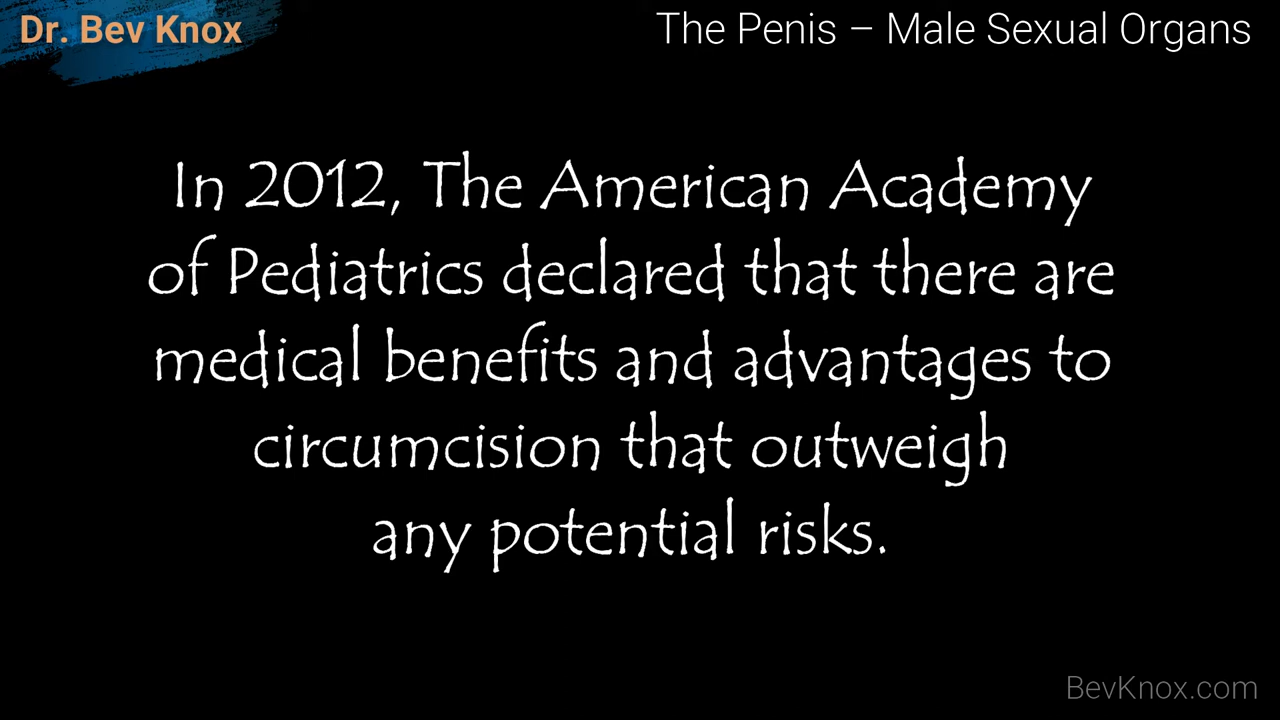 Dr. Bev Knox
The Penis – Male Sexual Organs
In 2012, The American Academy
of Pediatrics declared that there are
medical benefits and advantages to
circumcision that outweigh
any potential risks.
BevKnox.com